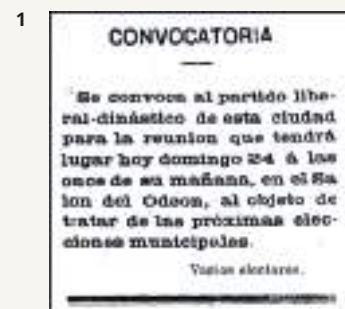 1
CONVOCATORIA
Se convoca al partido libe-
ral-dinástico de esta ciudad
para la reunion que tendrá
lugar hoy domingo 24 á las
once de su mañana, en el Sa
lon del Odeon, al objeto de
tratar de las próximas elec-
ciones municipales.
Varios electores.